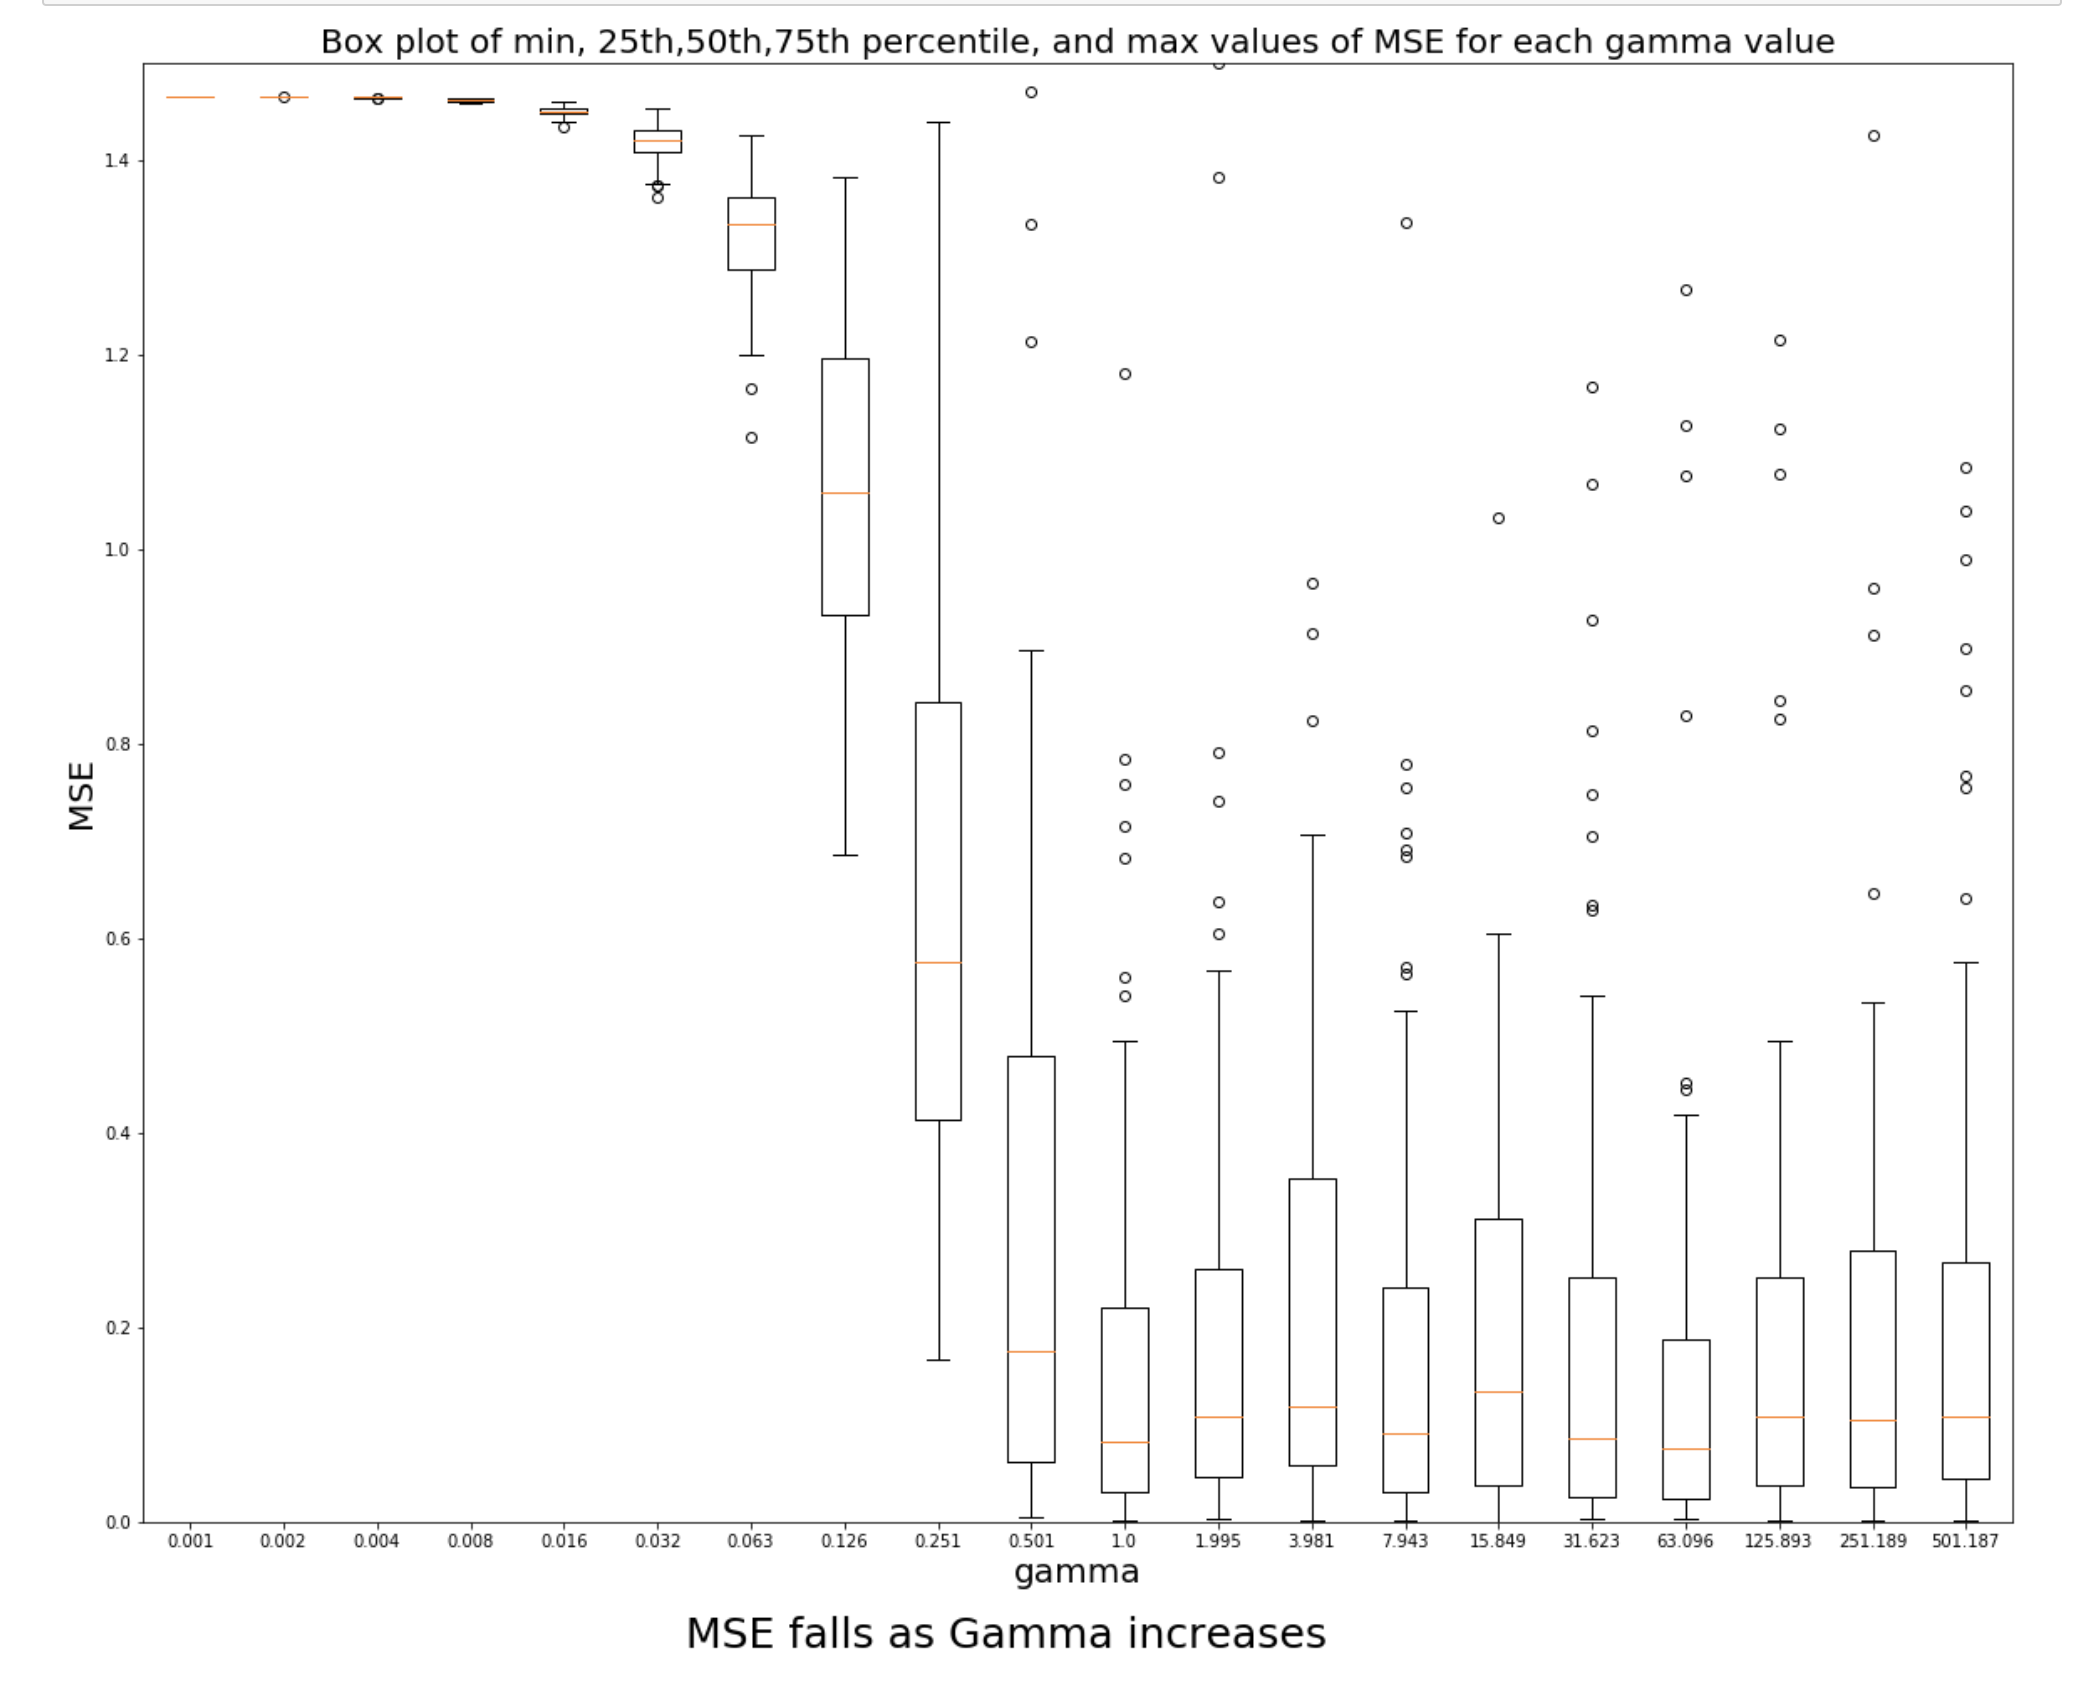 Box plot of min, 25th,50th,75th percentile, and max values of MSE for each gamma value
MSE
1.4
1.2
1.0
0.8
0.6
0.4
0.2
0.0
0.001 0.002 0.004 0.008 0.016 0.032 0.063 0.126 0.251 0.501 1.0 1.995 3.981 7.943 15.849 31.623 63.096 125.893 251.189 501.187
gamma
MSE falls as Gamma increases